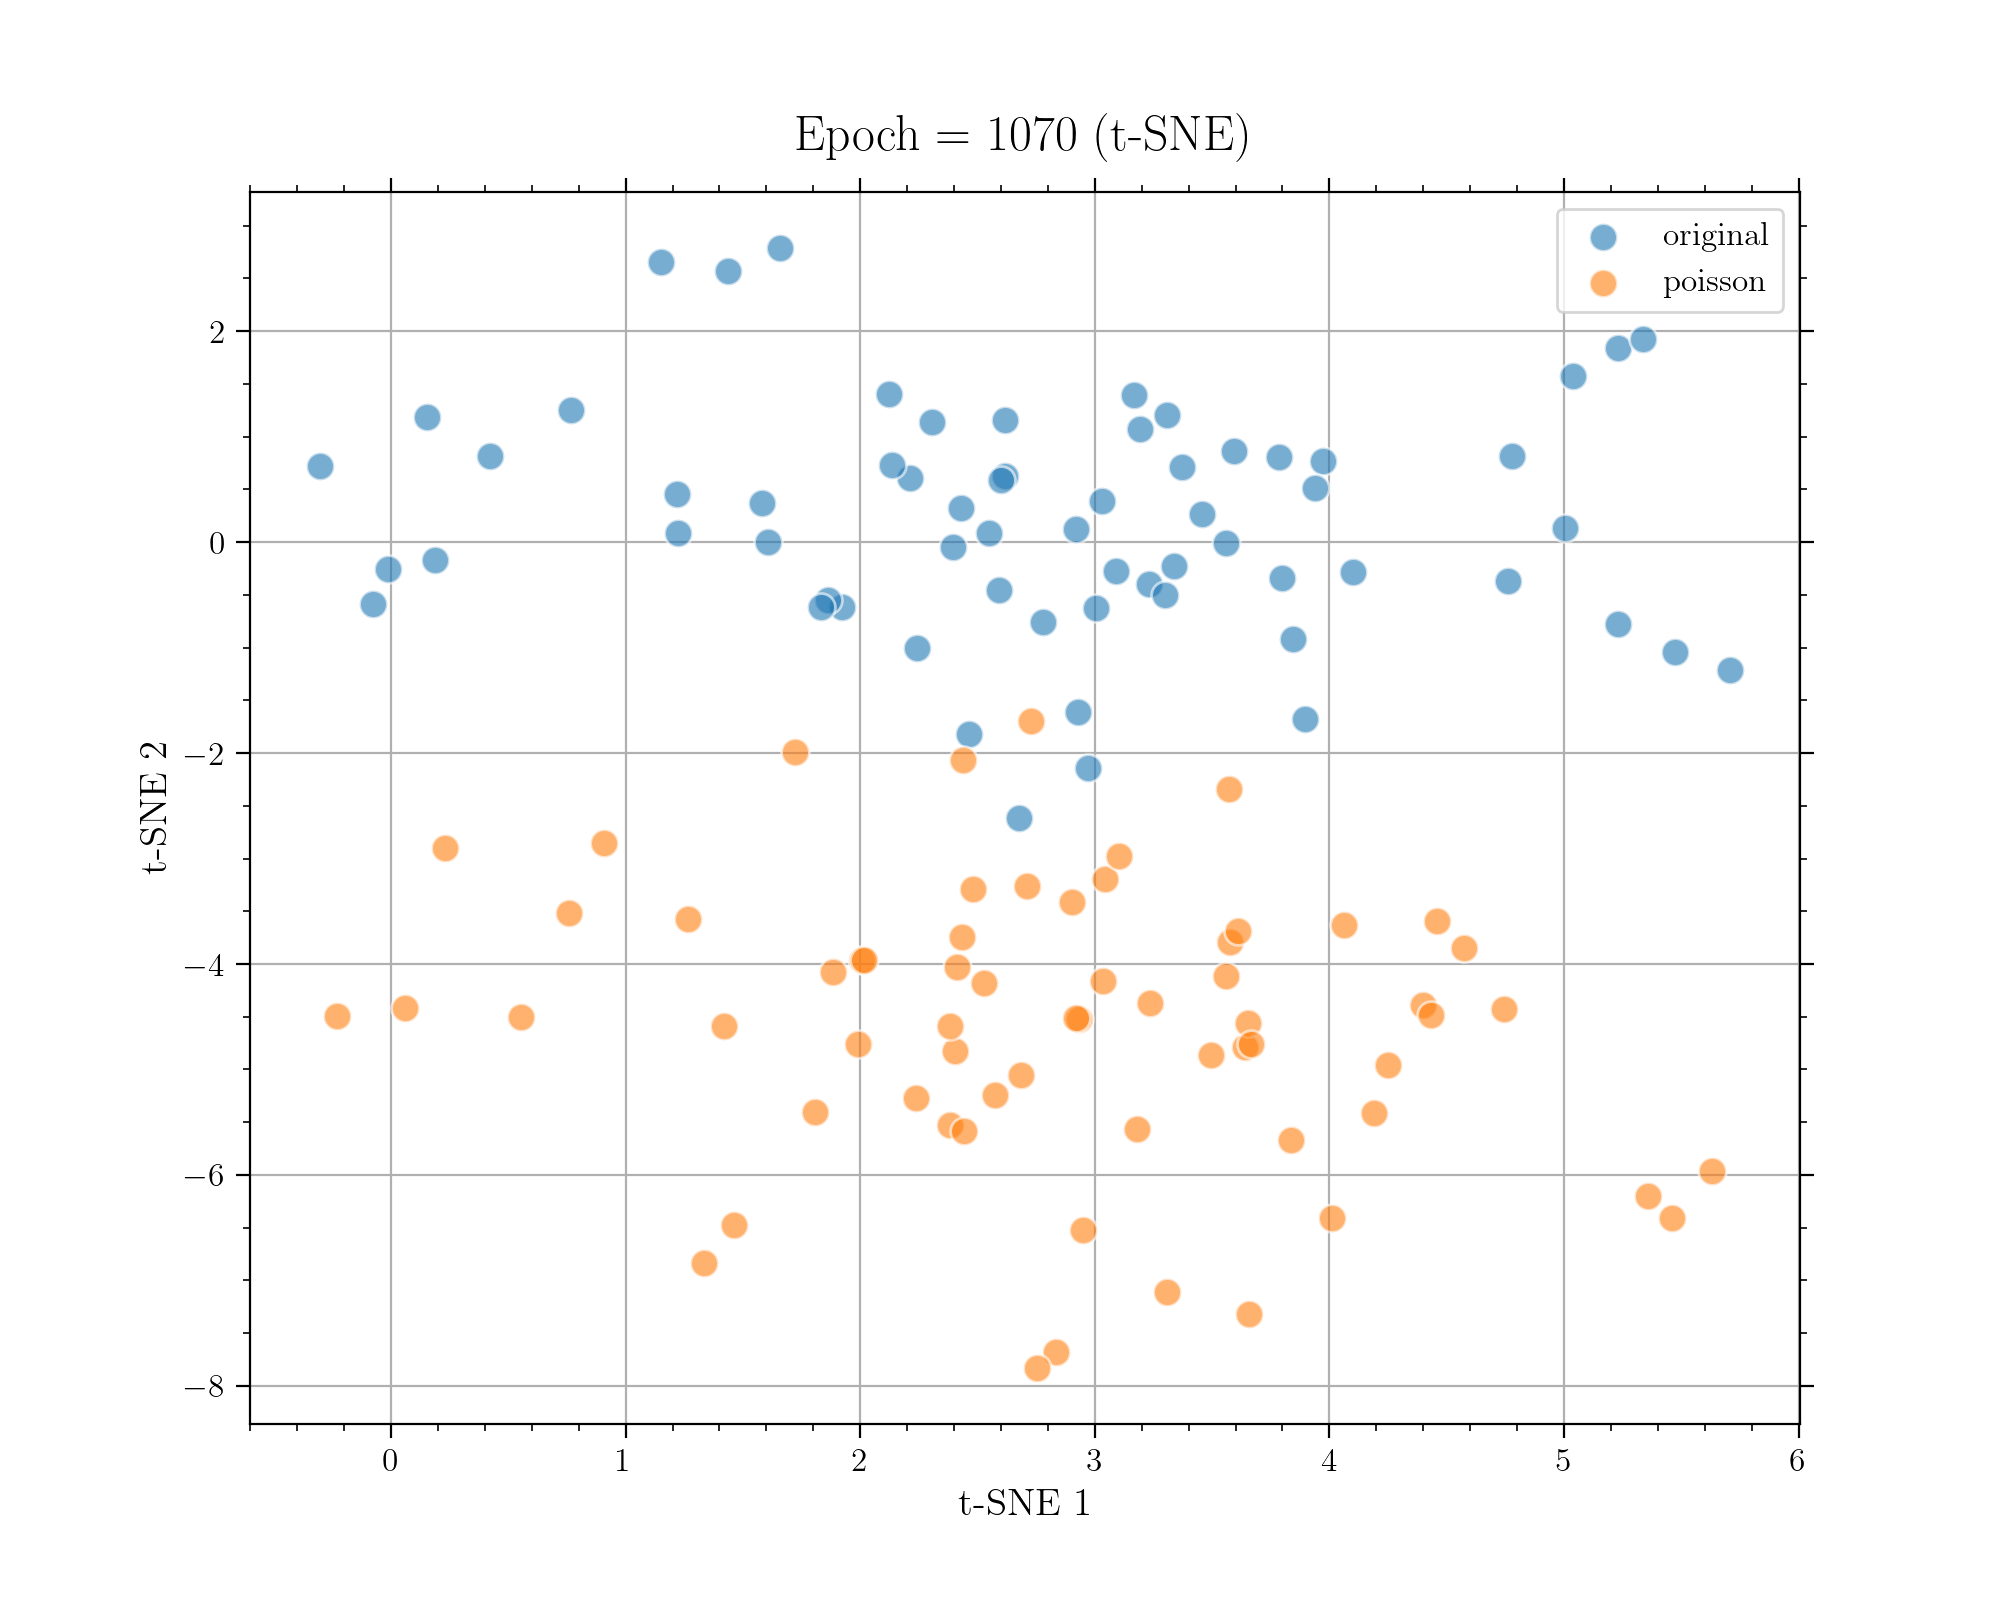 Epoch = 1070 (t-SNE)
original
poisson
2
0
−2
−4
−6
−8
t-SNE 2
0 1 2 3 4 5 6
t-SNE 1